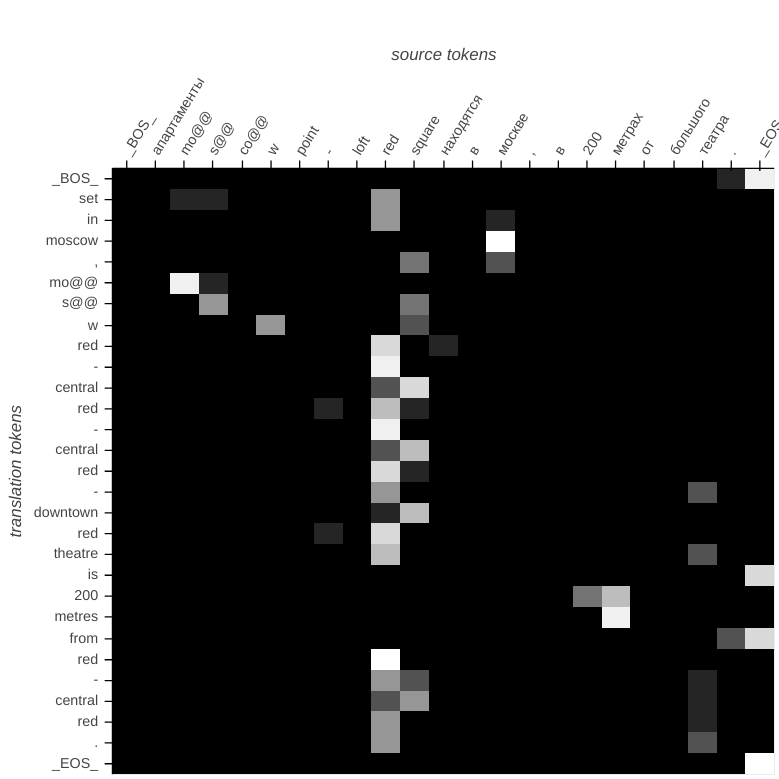 source tokens
_BOS_
апартаменты
mo@@
s@@
co@@
w
point
-
loft
red
square
находятся
в
москве
,
в
200
метрах
от
большого
театра
.
_EOS_
translation tokens
_BOS_
set
in
moscow
,
mo@@
s@@
w
red
-
central
red
-
central
red
-
downtown
red
theatre
is
200
metres
from
red
-
central
red
.
_EOS_